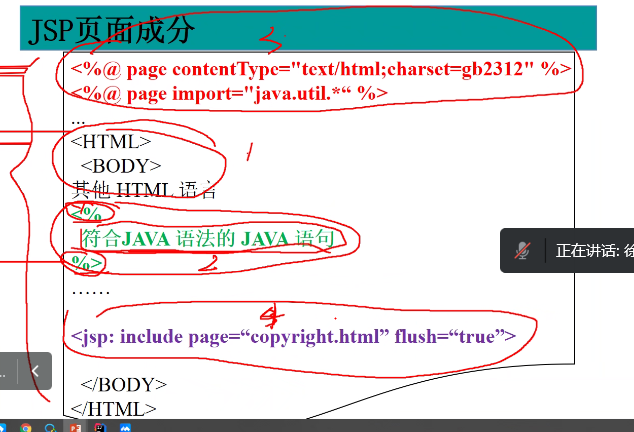 JSP页面成分
3
<%@ page contentType="text/html;charset=gb2312" %>
<%@ page import="java.util.*“ %>
...
<HTML>
<BODY>
1
其他 HTML 语言
<%
符合JAVA 语法的 JAVA 语句
%>
2
正在讲话: 徐
......
4
<jsp: include page=“copyright.html” flush=“true”>
</BODY>
</HTML>